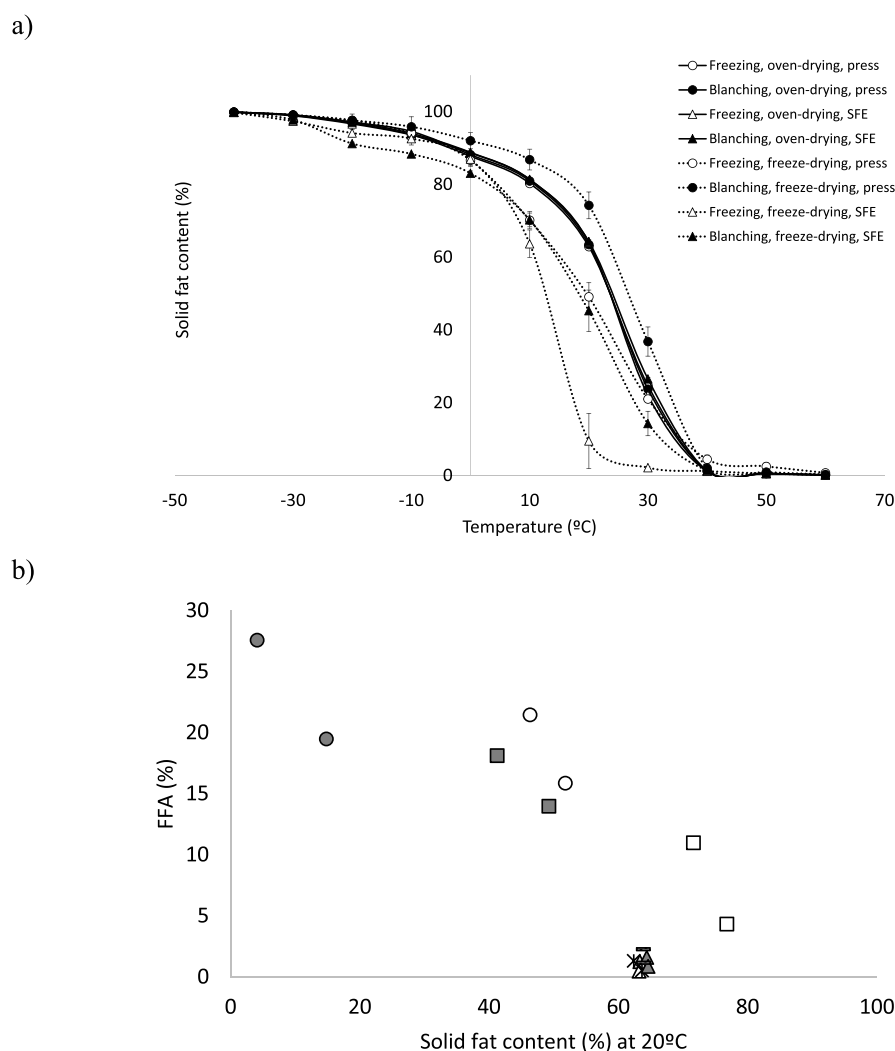 a)
Freezing, oven-drying, press
Blanching, oven-drying, press
Freezing, oven-drying, SFE
Blanching, oven-drying, SFE
Freezing, freeze-drying, press
Blanching, freeze-drying, press
Freezing, freeze-drying, SFE
Blanching, freeze-drying, SFE
Solid fat content (%)
100
80
60
40
20
0
-50 -30 -10 10 30 50 70
Temperature (ºC)
b)
FFA (%)
30
25
20
15
10
5
0
0 20 40 60 80 100
Solid fat content (%) at 20ºC